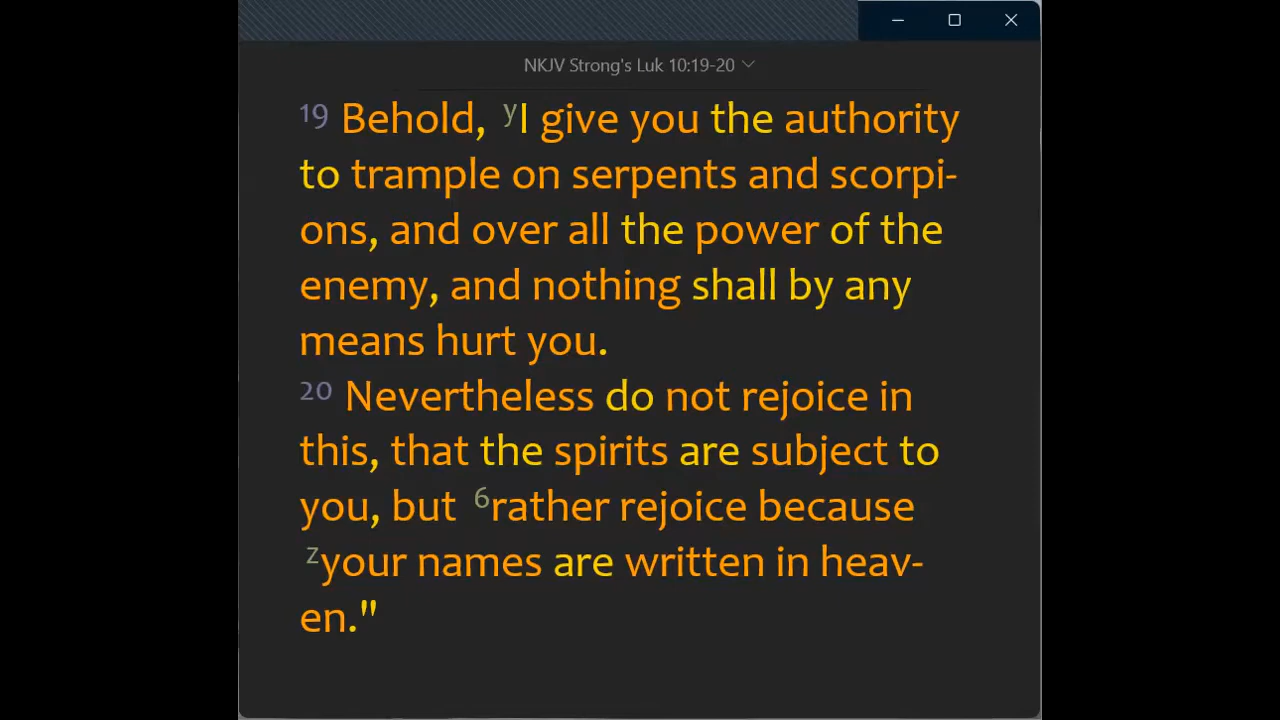 NKJV Strong's Luk 10:19-20
19 Behold, yI give you the authority
to trample on serpents and scorpi-
ons, and over all the power of the
enemy, and nothing shall by any
means hurt you.
20 Nevertheless do not rejoice in
this, that the spirits are subject to
you, but 6rather rejoice because
zyour names are written in heav-
en."